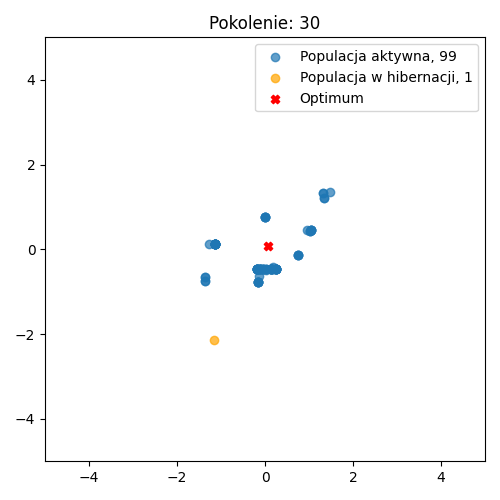 Pokolenie: 30
Populacja aktywna, 99
Populacja w hibernacji, 1
Optimum
4
2
0
−2
−4
−4
−2
0
2
4